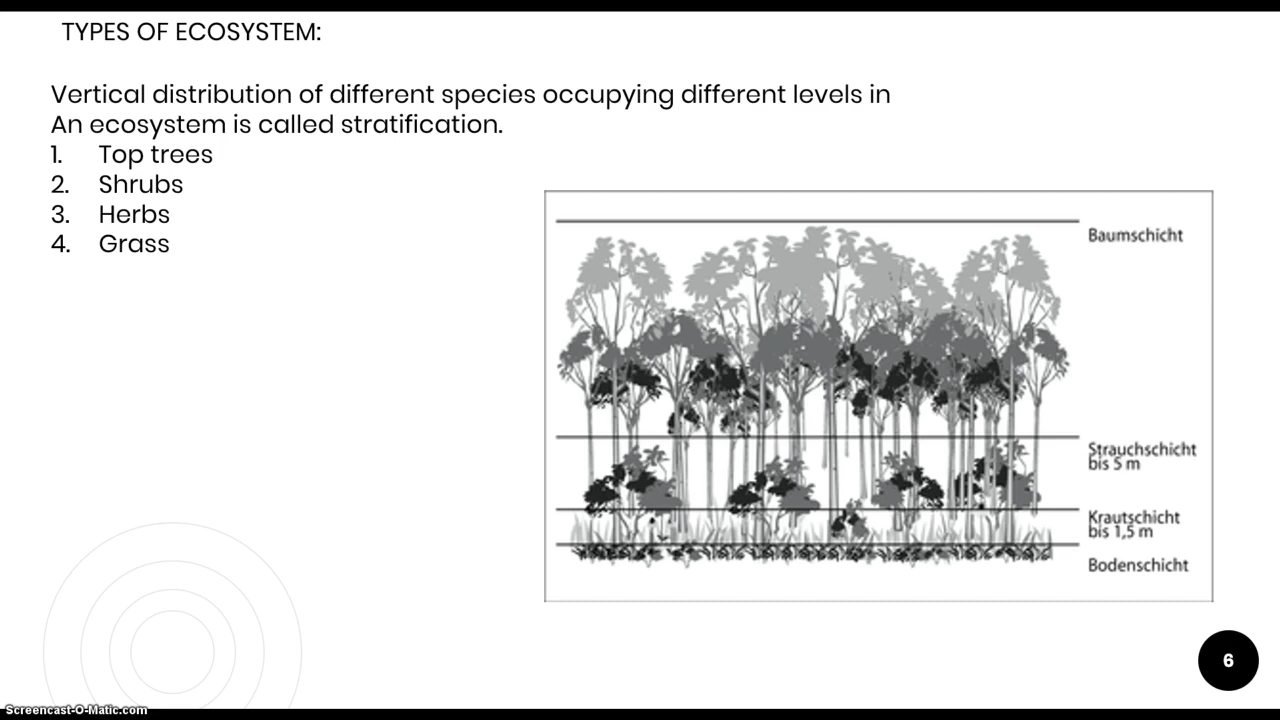 TYPES OF ECOSYSTEM:
Vertical distribution of different species occupying different levels in
An ecosystem is called stratification.
1. Top trees
2. Shrubs
3. Herbs
4. Grass
Baumschicht
Strauchschicht
bis 5 m
Krautschicht
bis 1,5 m
Bodenschicht
6
Screencast-O-Matic.com